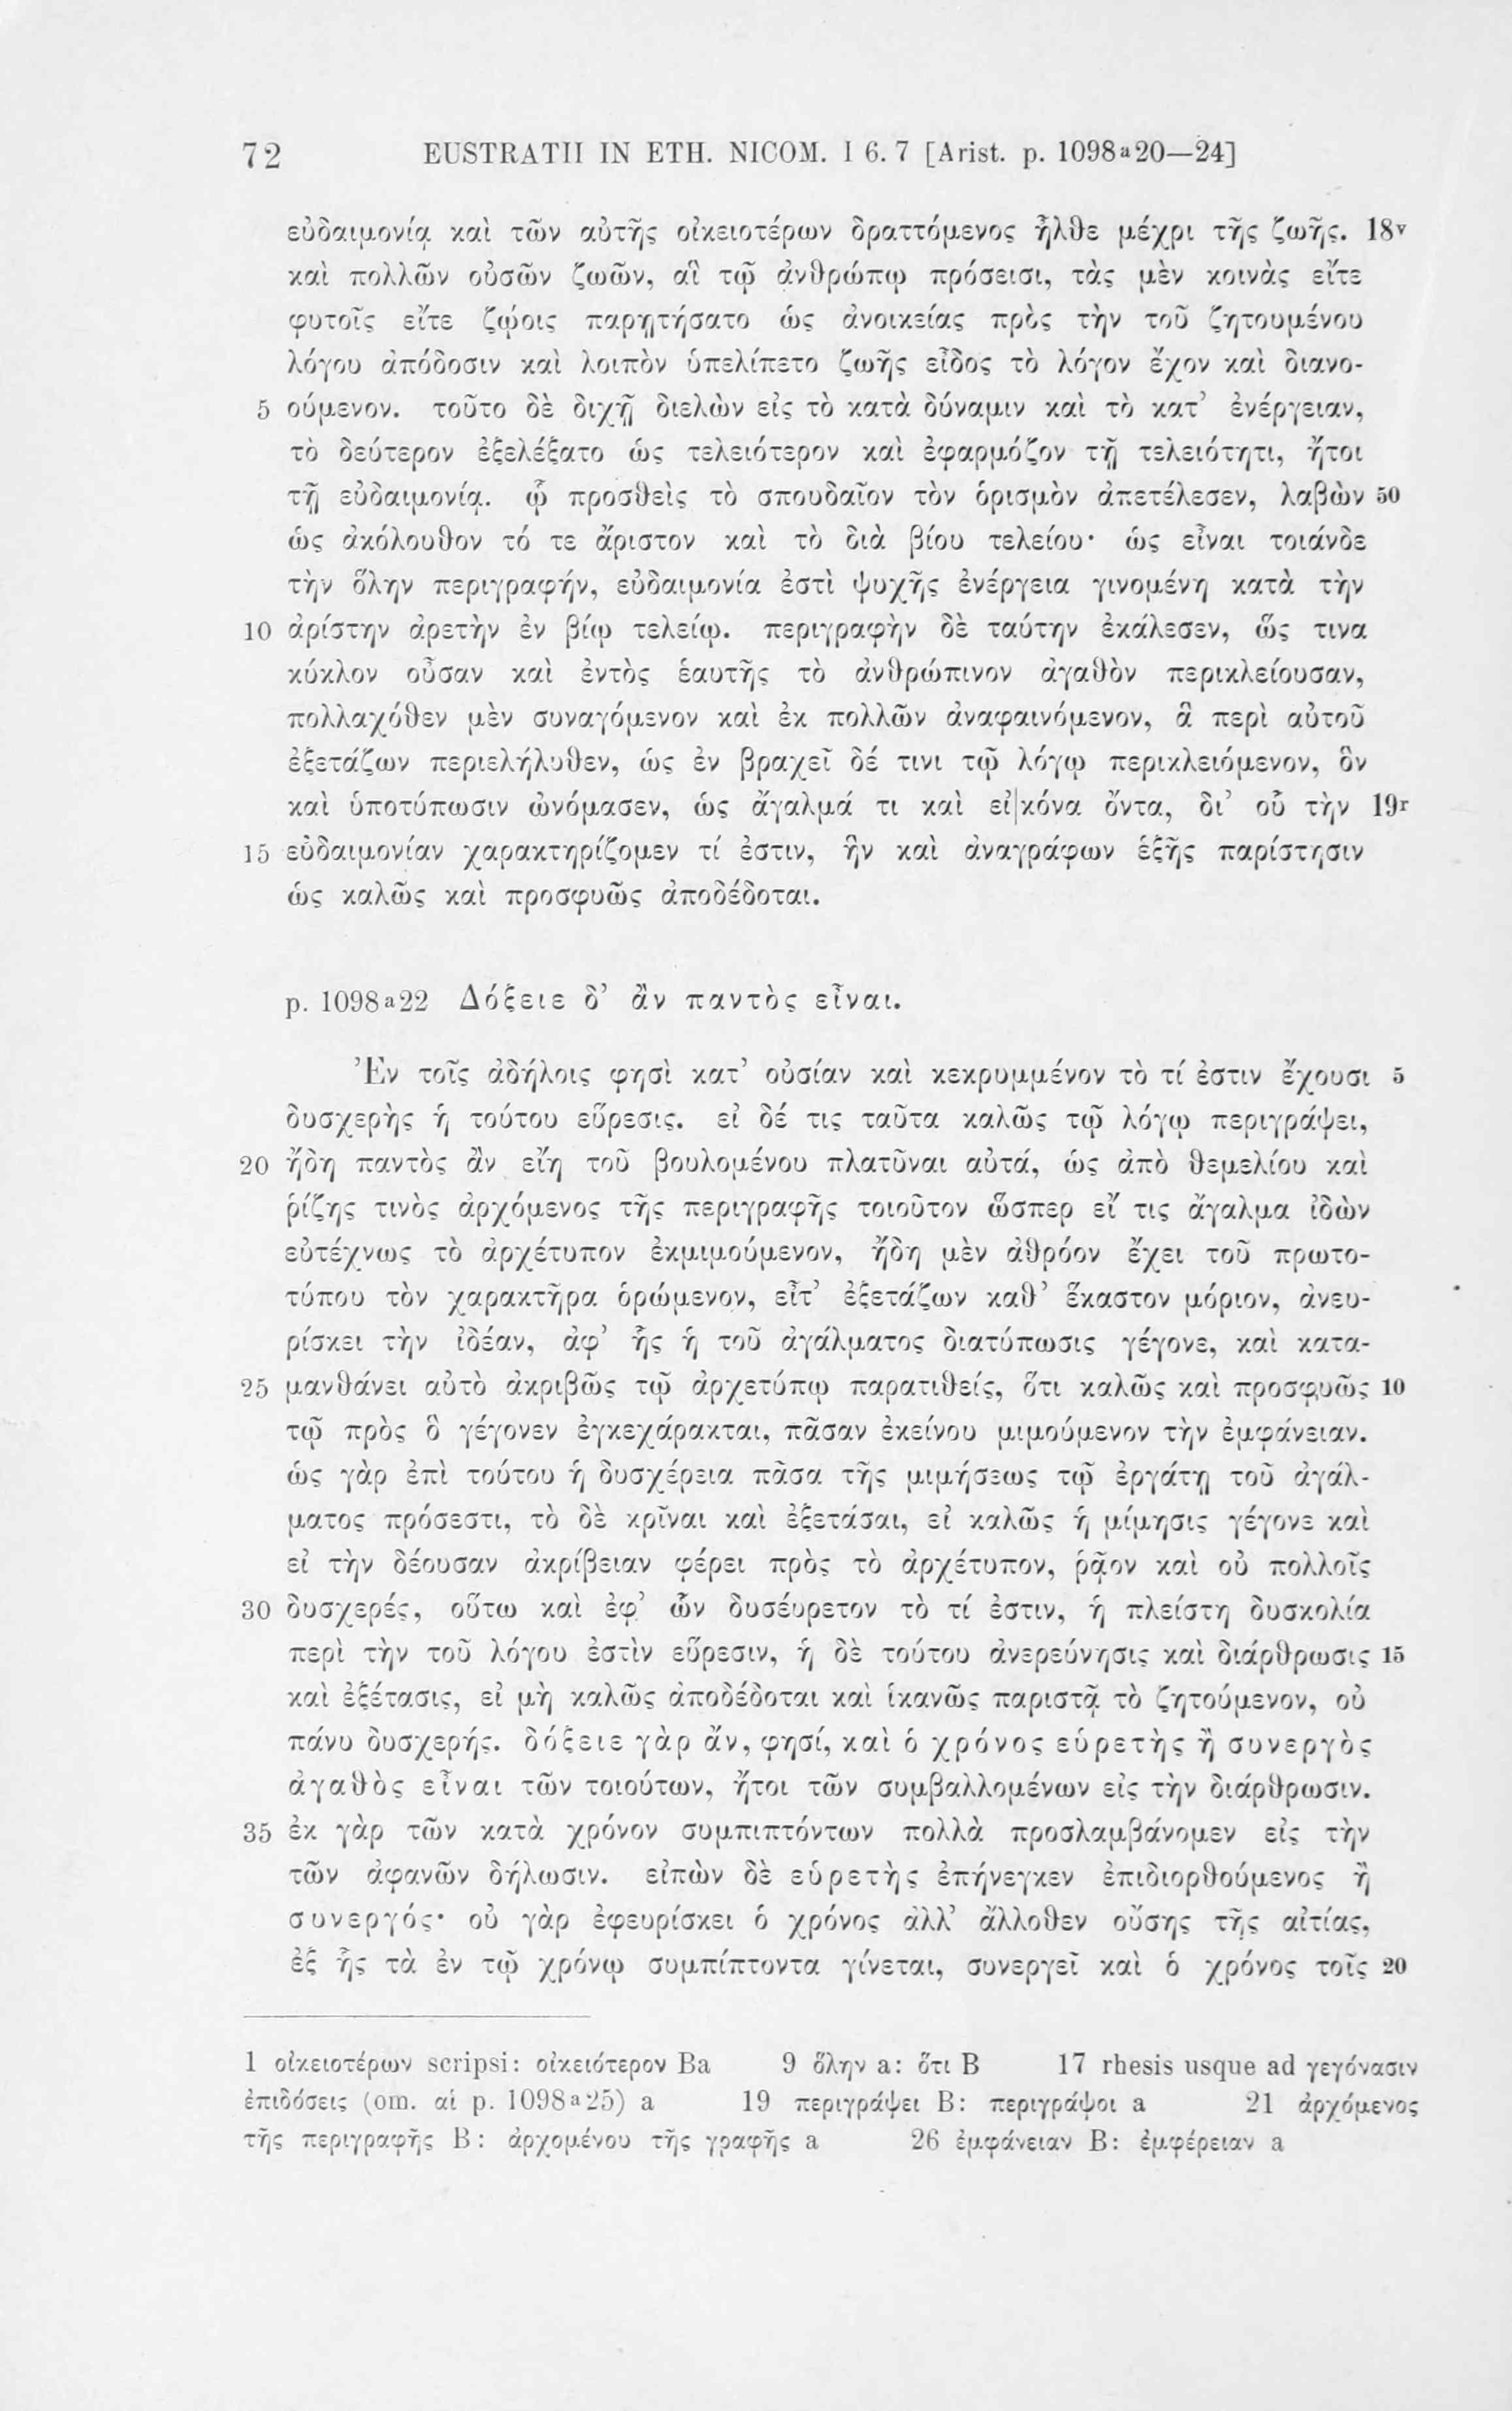 72 EUSTRATII IN ETH. NICOM. I 6. 7 [Arist. p. 1098ᵃ20—24]
εὐδαιμονίᾳ καὶ τῶν αὐτῆς οἰκειοτέρων δραττόμενος ἦλθε μέχρι τῆς ζωῆς. 18ᵛ
καὶ πολλῶν οὐσῶν ζωῶν, αἳ τῷ ἀνθρώπῳ πρόσεισι, τὰς μὲν κοινὰς εἴτε
φυτοῖς εἴτε ζῴοις παρῃτήσατο ὡς ἀνοικείας πρὸς τὴν τοῦ ζητουμένου
λόγου ἀπόδοσιν καὶ λοιπὸν ὑπελίπετο ζωῆς εἶδος τὸ λόγον ἔχον καὶ διανο-
5 ούμενον. τοῦτο δὲ διχῇ διελὼν εἰς τὸ κατὰ δύναμιν καὶ τὸ κατ’ ἐνέργειαν,
τὸ δεύτερον ἐξελέξατο ὡς τελειότερον καὶ ἐφαρμόζον τῇ τελειότητι, ἤτοι
τῇ εὐδαιμονίᾳ. ᾧ προσθεὶς τὸ σπουδαῖον τὸν ὁρισμὸν ἀπετέλεσεν, λαβὼν 50
ὡς ἀκόλουθον τό τε ἄριστον καὶ τὸ διὰ βίου τελείου· ὡς εἶναι τοιάνδε
τὴν ὅλην περιγραφήν, εὐδαιμονία ἐστὶ ψυχῆς ἐνέργεια γινομένη κατὰ τὴν
10 ἀρίστην ἀρετὴν ἐν βίῳ τελείῳ. περιγραφὴν δὲ ταύτην ἐκάλεσεν, ὥς τινα
κύκλον οὖσαν καὶ ἐντὸς ἑαυτῆς τὸ ἀνθρώπινον ἀγαθὸν περικλείουσαν,
πολλαχόθεν μὲν συναγόμενον καὶ ἐκ πολλῶν ἀναφαινόμενον, ἃ περὶ αὐτοῦ
ἐξετάζων περιελήλυθεν, ὡς ἐν βραχεῖ δέ τινι τῷ λόγῳ περικλειόμενον, ὃν
καὶ ὑποτύπωσιν ὠνόμασεν, ὡς ἄγαλμά τι καὶ εἰ|κόνα ὄντα, δι’ οὗ τὴν 19ʳ
15 εὐδαιμονίαν χαρακτηρίζομεν τί ἐστιν, ἣν καὶ ἀναγράφων ἑξῆς παρίστησιν
ὡς καλῶς καὶ προσφυῶς ἀποδέδοται.
p. 1098ᵃ22 Δόξειε δ’ ἂν παντὸς εἶναι.
Ἐν τοῖς ἀδήλοις φησὶ κατ’ οὐσίαν καὶ κεκρυμμένον τὸ τί ἐστιν ἔχουσι 5
δυσχερὴς ἡ τούτου εὕρεσις. εἰ δέ τις ταῦτα καλῶς τῷ λόγῳ περιγράψει,
20 ἤδη παντὸς ἂν εἴη τοῦ βουλομένου πλατῦναι αὐτά, ὡς ἀπὸ θεμελίου καὶ
ῥίζης τινὸς ἀρχόμενος τῆς περιγραφῆς τοιοῦτον ὥσπερ εἴ τις ἄγαλμα ἰδὼν
εὐτέχνως τὸ ἀρχέτυπον ἐκμιμούμενον, ἤδη μὲν ἀθρόον ἔχει τοῦ πρωτο-
τύπου τὸν χαρακτῆρα ὁρώμενον, εἶτ’ ἐξετάζων καθ’ ἕκαστον μόριον, ἀνευ-
ρίσκει τὴν ἰδέαν, ἀφ’ ἧς ἡ τοῦ ἀγάλματος διατύπωσις γέγονε, καὶ κατα-
25 μανθάνει αὐτὸ ἀκριβῶς τῷ ἀρχετύπῳ παρατιθείς, ὅτι καλῶς καὶ προσφυῶς 10
τῷ πρὸς ὃ γέγονεν ἐγκεχάρακται, πᾶσαν ἐκείνου μιμούμενον τὴν ἐμφάνειαν.
ὡς γὰρ ἐπὶ τούτου ἡ δυσχέρεια πᾶσα τῆς μιμήσεως τῷ ἐργάτῃ τοῦ ἀγάλ-
ματος πρόσεστι, τὸ δὲ κρῖναι καὶ ἐξετάσαι, εἰ καλῶς ἡ μίμησις γέγονε καὶ
εἰ τὴν δέουσαν ἀκρίβειαν φέρει πρὸς τὸ ἀρχέτυπον, ῥᾷον καὶ οὐ πολλοῖς
30 δυσχερές, οὕτω καὶ ἐφ’ ὧν δυσεύρετον τὸ τί ἐστιν, ἡ πλείστη δυσκολία
περὶ τὴν τοῦ λόγου ἐστὶν εὕρεσιν, ἡ δὲ τούτου ἀνερεύνησις καὶ διάρθρωσις 15
καὶ ἐξέτασις, εἰ μὴ καλῶς ἀποδέδοται καὶ ἱκανῶς παριστᾷ τὸ ζητούμενον, οὐ
πάνυ δυσχερής. δόξειε γὰρ ἄν, φησί, καὶ ὁ χρόνος εὑρετὴς ἢ συνεργὸς
ἀγαθὸς εἶναι τῶν τοιούτων, ἤτοι τῶν συμβαλλομένων εἰς τὴν διάρθρωσιν.
35 ἐκ γὰρ τῶν κατὰ χρόνον συμπιπτόντων πολλὰ προσλαμβάνομεν εἰς τὴν
τῶν ἀφανῶν δήλωσιν. εἰπὼν δὲ εὑρετὴς ἐπήνεγκεν ἐπιδιορθούμενος ἢ
συνεργός· οὐ γὰρ ἐφευρίσκει ὁ χρόνος ἀλλ’ ἄλλοθεν οὔσης τῆς αἰτίας,
ἐξ ἧς τὰ ἐν τῷ χρόνῳ συμπίπτοντα γίνεται, συνεργεῖ καὶ ὁ χρόνος τοῖς 20
1 οἰκειοτέρων scripsi: οἰκειότερον Ba 9 ὅλην a: ὅτι B 17 rhesis usque ad γεγόνασιν
ἐπιδόσεις (om. αἱ p. 1098ᵃ25) a 19 περιγράψει B: περιγράψοι a 21 ἀρχόμενος
τῆς περιγραφῆς B: ἀρχομένου τῆς γραφῆς a 26 ἐμφάνειαν B: ἐμφέρειαν a